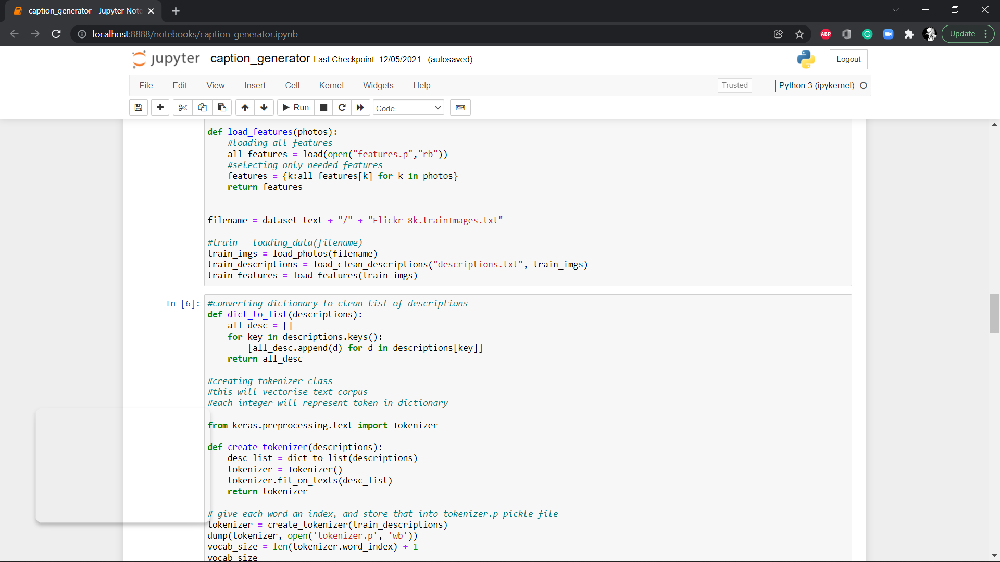 caption_generator - Jupyter Note
localhost:8888/notebooks/caption_generator.ipynb
ABP
Update
jupyter caption_generator Last Checkpoint: 12/05/2021 (autosaved)
Logout
File Edit View Insert Cell Kernel Widgets Help
Trusted
Python 3 (ipykernel)
Run
Code
def load_features(photos):
    #loading all features
    all_features = load(open("features.p","rb"))
    #selecting only needed features
    features = {k:all_features[k] for k in photos}
    return features
filename = dataset_text + "/" + "Flickr_8k.trainImages.txt"
#train = loading_data(filename)
train_imgs = load_photos(filename)
train_descriptions = load_clean_descriptions("descriptions.txt", train_imgs)
train_features = load_features(train_imgs)
In [6]:
#converting dictionary to clean list of descriptions
def dict_to_list(descriptions):
    all_desc = []
    for key in descriptions.keys():
        [all_desc.append(d) for d in descriptions[key]]
    return all_desc
#creating tokenizer class
#this will vectorise text corpus
#each integer will represent token in dictionary
from keras.preprocessing.text import Tokenizer
def create_tokenizer(descriptions):
    desc_list = dict_to_list(descriptions)
    tokenizer = Tokenizer()
    tokenizer.fit_on_texts(desc_list)
    return tokenizer
# give each word an index, and store that into tokenizer.p pickle file
tokenizer = create_tokenizer(train_descriptions)
dump(tokenizer, open('tokenizer.p', 'wb'))
vocab_size = len(tokenizer.word_index) + 1
vocab_size